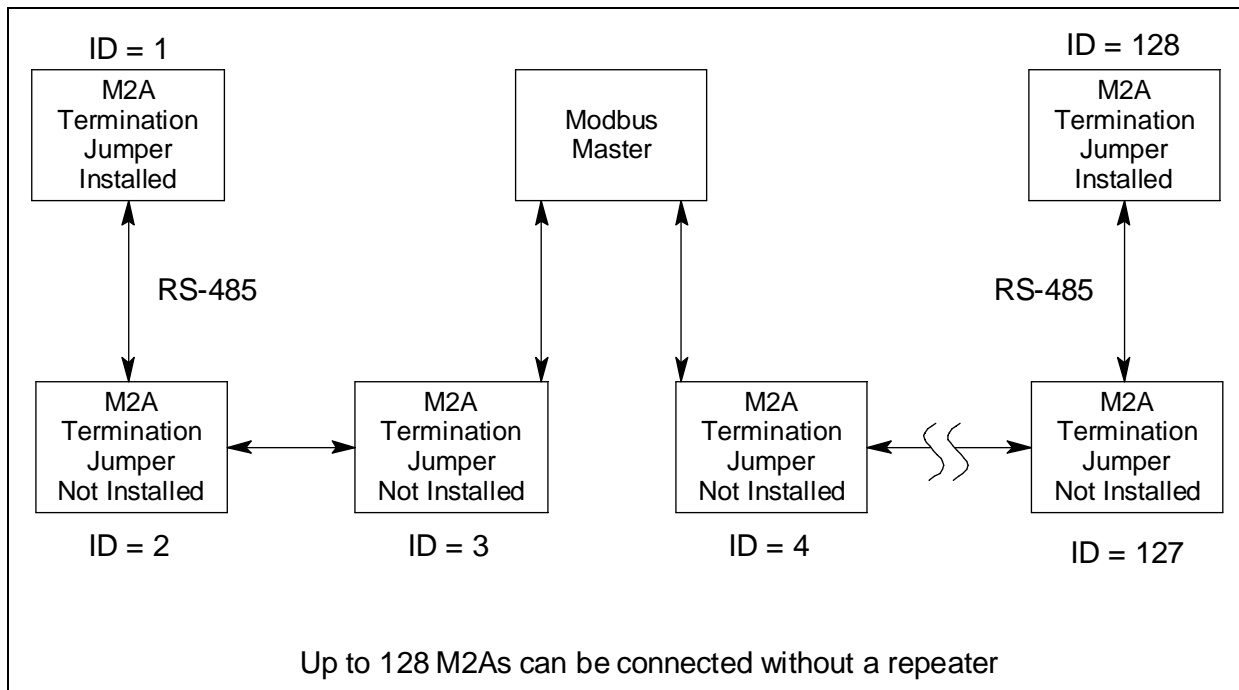 ID = 1
M2A
Termination
Jumper
Installed
Modbus
Master
ID = 128
M2A
Termination
Jumper
Installed
RS-485
RS-485
M2A
Termination
Jumper
Not Installed
ID = 2
M2A
Termination
Jumper
Not Installed
ID = 3
M2A
Termination
Jumper
Not Installed
ID = 4
M2A
Termination
Jumper
Not Installed
ID = 127
Up to 128 M2As can be connected without a repeater